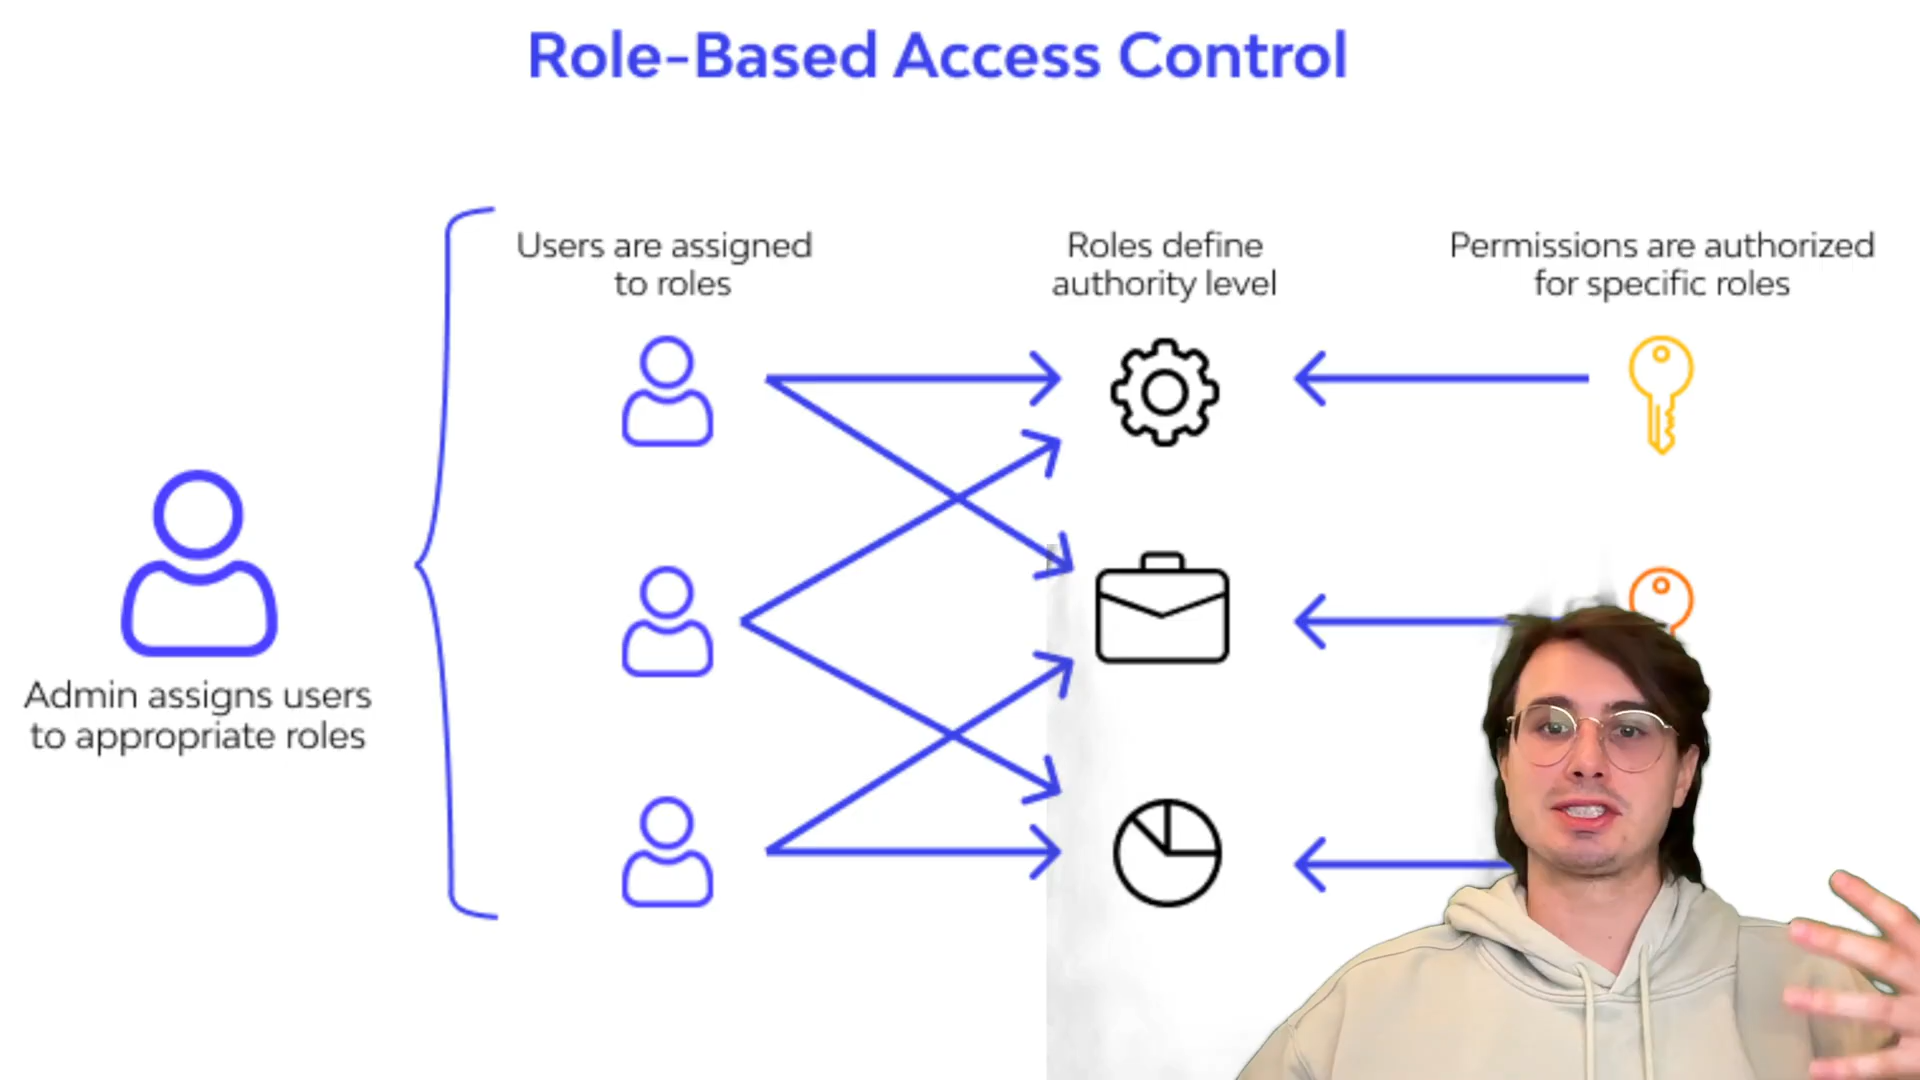 Role-Based Access Control
Users are assigned
to roles
Roles define
authority level
Permissions are authorized
for specific roles
Admin assigns users
to appropriate roles